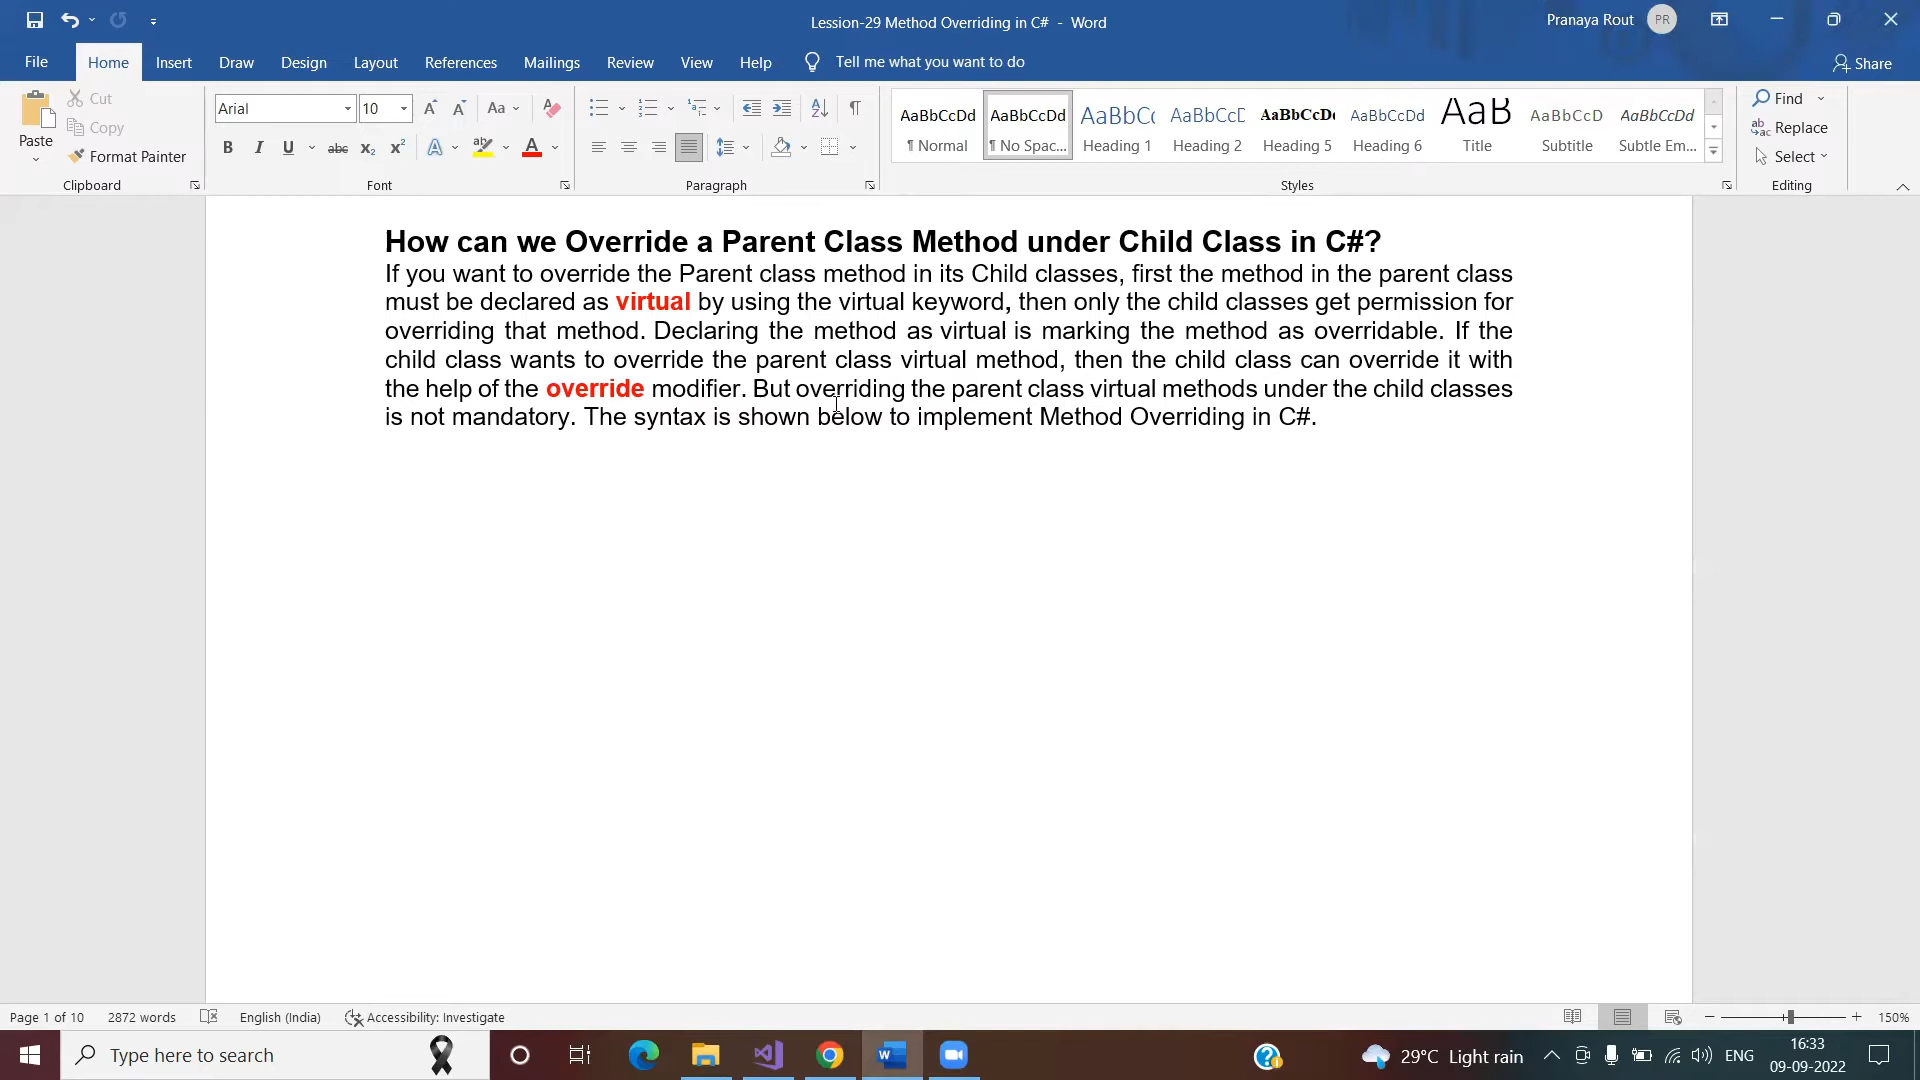 Lession-29 Method Overriding in C# - Word
Pranaya Rout PR
File Home Insert Draw Design Layout References Mailings Review View Help Tell me what you want to do Share
Paste
Cut
Copy
Format Painter
Clipboard
Arial 10 Aa
B I U abc x₂ x² A ab A
Font
Paragraph
AaBbCcDd AaBbCcDd AaBbCc AaBbCcD AaBbCcDc AaBbCcDd AaB AaBbCcD AaBbCcDd
¶ Normal ¶ No Spac... Heading 1 Heading 2 Heading 5 Heading 6 Title Subtitle Subtle Em...
Styles
Find
Replace
Select
Editing
How can we Override a Parent Class Method under Child Class in C#?
If you want to override the Parent class method in its Child classes, first the method in the parent class
must be declared as virtual by using the virtual keyword, then only the child classes get permission for
overriding that method. Declaring the method as virtual is marking the method as overridable. If the
child class wants to override the parent class virtual method, then the child class can override it with
the help of the override modifier. But overriding the parent class virtual methods under the child classes
is not mandatory. The syntax is shown below to implement Method Overriding in C#.
Page 1 of 10 2872 words English (India) Accessibility: Investigate 150%
Type here to search
29°C Light rain ENG
16:33
09-09-2022